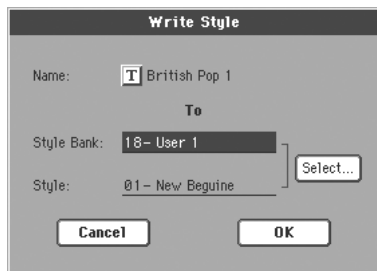 Write Style
Name: T British Pop 1
To
Style Bank: 18- User 1
Select...
Style: 01- New Beguine
Cancel OK